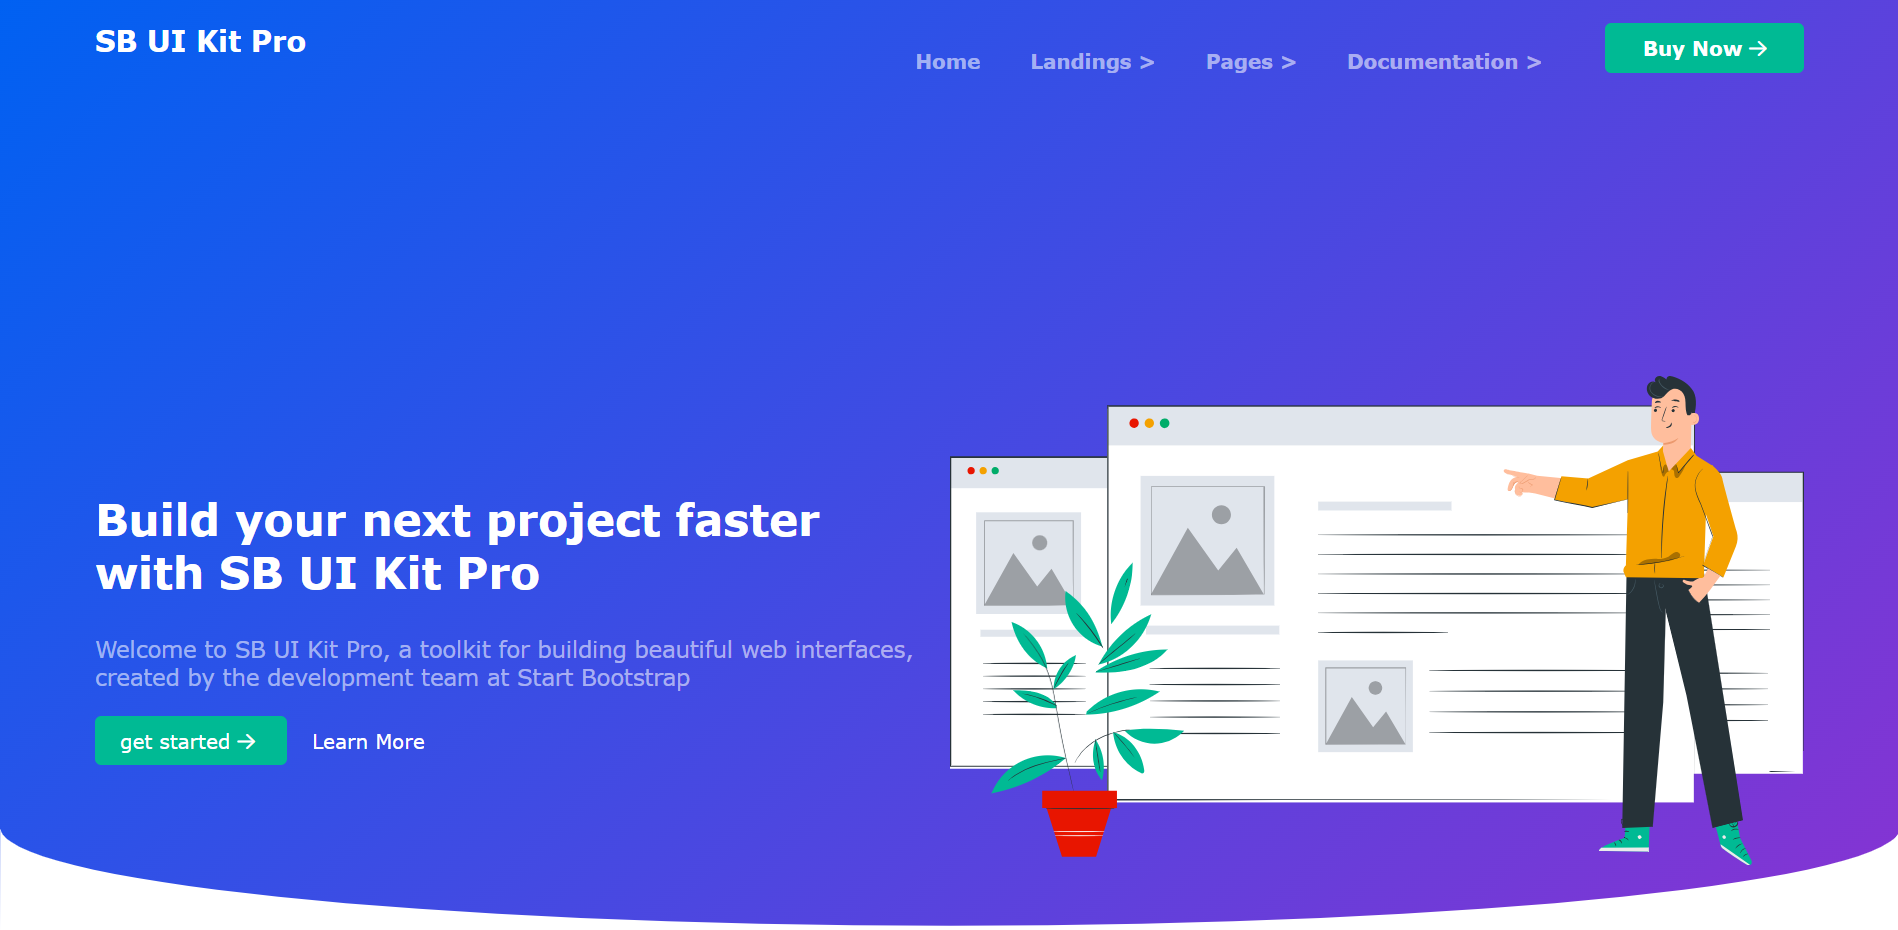 SB UI Kit Pro
Home Landings > Pages > Documentation > Buy Now →
Build your next project faster
with SB UI Kit Pro
Welcome to SB UI Kit Pro, a toolkit for building beautiful web interfaces,
created by the development team at Start Bootstrap
get started → Learn More